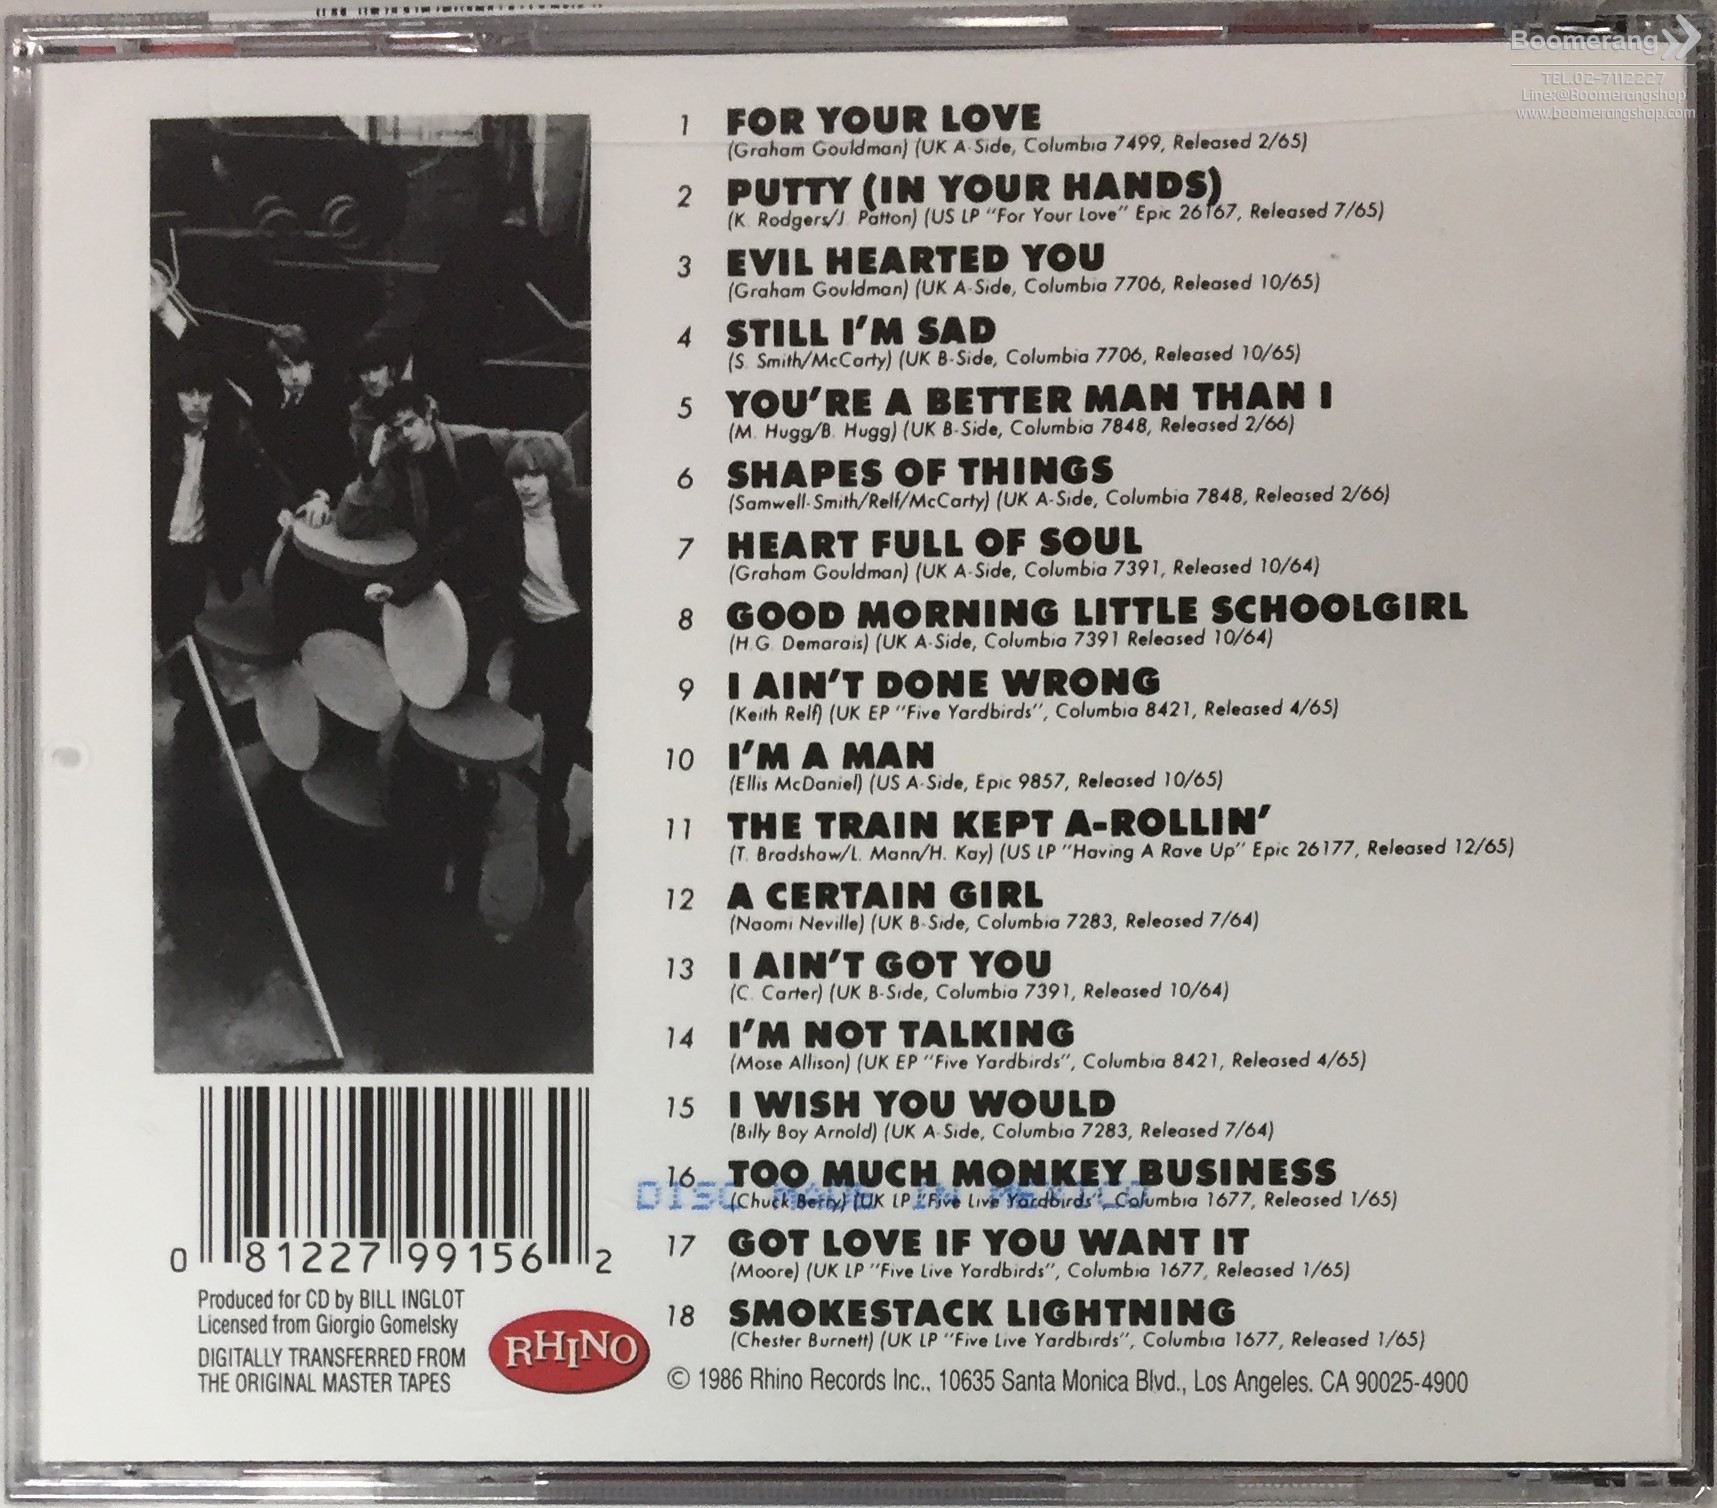 Boomerang
TEL.02-7112227
Line:@Boomerangshop
www.boomerangshop.com
1 FOR YOUR LOVE
(Graham Gouldman) (UK A-Side, Columbia 7499, Released 2/65)
2 PUTTY (IN YOUR HANDS)
(K. Rodgers/J. Patton) (US LP "For Your Love" Epic 26167, Released 7/65)
3 EVIL HEARTED YOU
(Graham Gouldman) (UK A-Side, Columbia 7706, Released 10/65)
4 STILL I'M SAD
(S. Smith/McCarty) (UK B-Side, Columbia 7706, Released 10/65)
5 YOU'RE A BETTER MAN THAN I
(M. Hugg/B. Hugg) (UK B-Side, Columbia 7848, Released 2/66)
6 SHAPES OF THINGS
(Samwell-Smith/Relf/McCarty) (UK A-Side, Columbia 7848, Released 2/66)
7 HEART FULL OF SOUL
(Graham Gouldman) (UK A-Side, Columbia 7391, Released 10/64)
8 GOOD MORNING LITTLE SCHOOLGIRL
(H.G. Demarais) (UK A-Side, Columbia 7391 Released 10/64)
9 I AIN'T DONE WRONG
(Keith Relf) (UK EP "Five Yardbirds", Columbia 8421, Released 4/65)
10 I'M A MAN
(Ellis McDaniel) (US A-Side, Epic 9857, Released 10/65)
11 THE TRAIN KEPT A-ROLLIN'
(T. Bradshaw/L. Mann/H. Kay) (US LP "Having A Rave Up" Epic 26177, Released 12/65)
12 A CERTAIN GIRL
(Naomi Neville) (UK B-Side, Columbia 7283, Released 7/64)
13 I AIN'T GOT YOU
(C. Carter) (UK B-Side, Columbia 7391, Released 10/64)
14 I'M NOT TALKING
(Mose Allison) (UK EP "Five Yardbirds", Columbia 8421, Released 4/65)
15 I WISH YOU WOULD
(Billy Boy Arnold) (UK A-Side, Columbia 7283, Released 7/64)
16 TOO MUCH MONKEY BUSINESS
(Chuck Berry) (UK LP "Five Live Yardbirds", Columbia 1677, Released 1/65)
DISC MADE IN MEXICO
17 GOT LOVE IF YOU WANT IT
(Moore) (UK LP "Five Live Yardbirds", Columbia 1677, Released 1/65)
18 SMOKESTACK LIGHTNING
(Chester Burnett) (UK LP "Five Live Yardbirds", Columbia 1677, Released 1/65)
0 81227 99156 2
Produced for CD by BILL INGLOT
Licensed from Giorgio Gomelsky
DIGITALLY TRANSFERRED FROM
THE ORIGINAL MASTER TAPES
RHINO
© 1986 Rhino Records Inc., 10635 Santa Monica Blvd., Los Angeles. CA 90025-4900